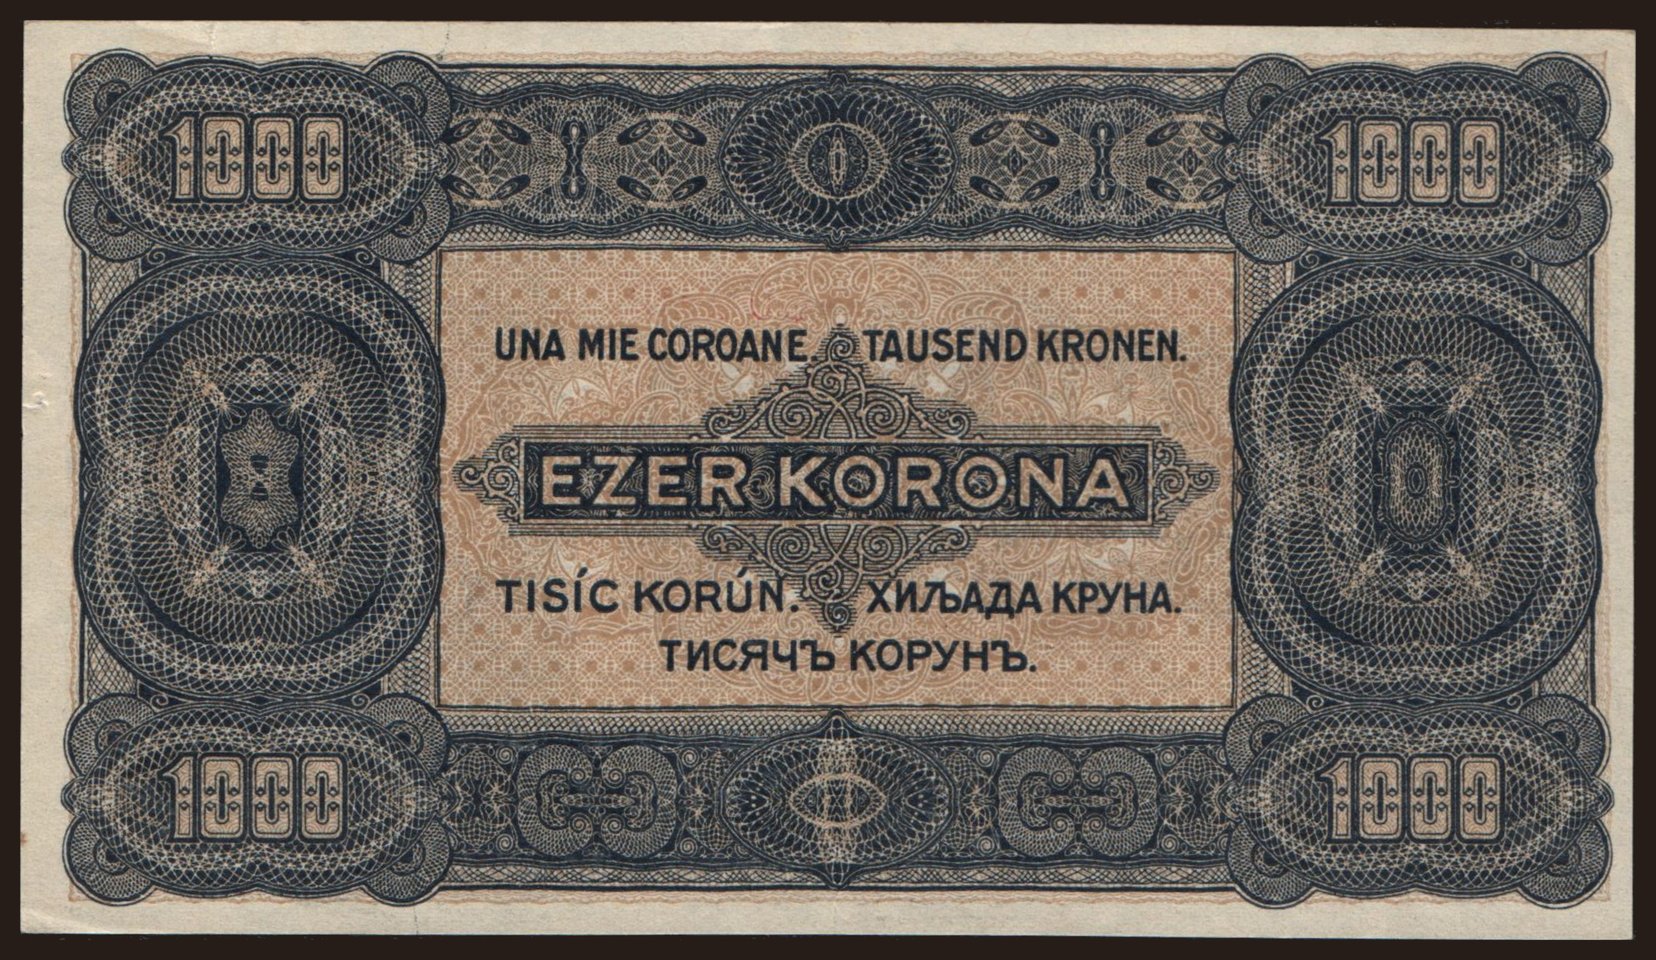 1000 1000
UNA MIE COROANE. TAUSEND KRONEN.
EZER KORONA
TISÍC KORÚN. ХИЉАДА КРУНА.
ТИСЯЧЪ КОРУНЪ.
1000 1000